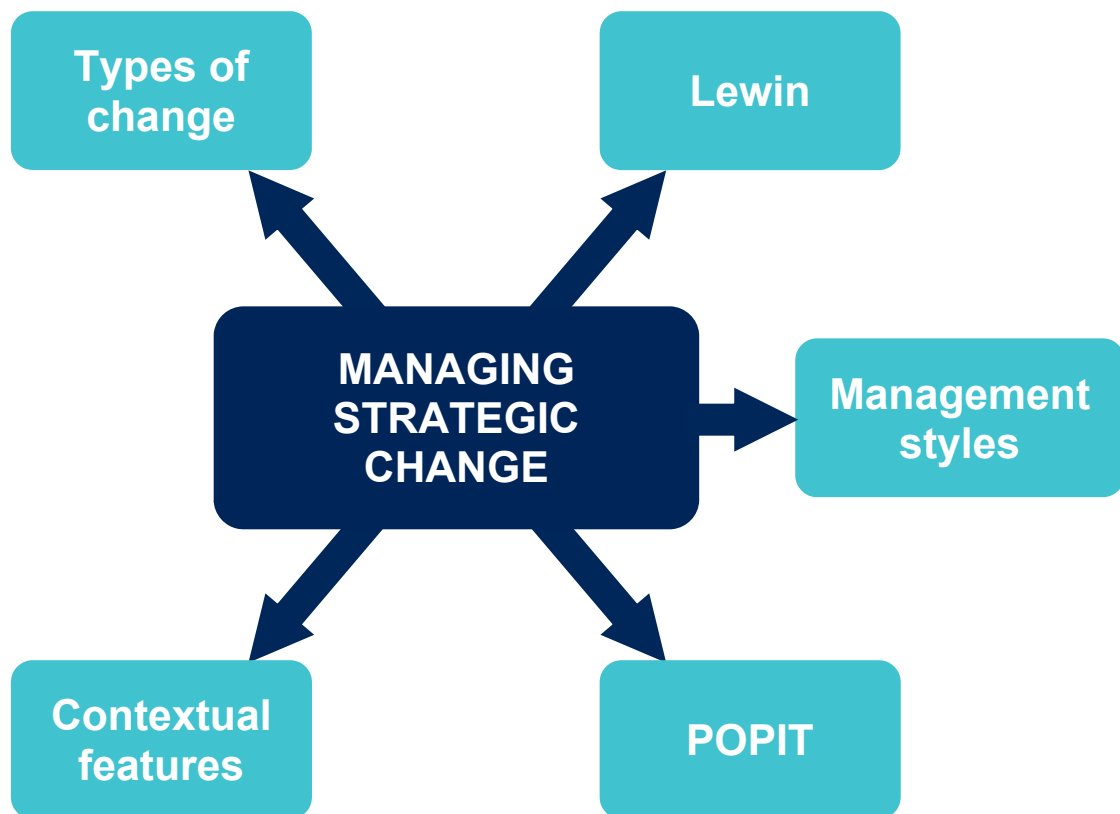 Types of
change
Lewin
MANAGING
STRATEGIC
CHANGE
Management
styles
Contextual
features
POPIT